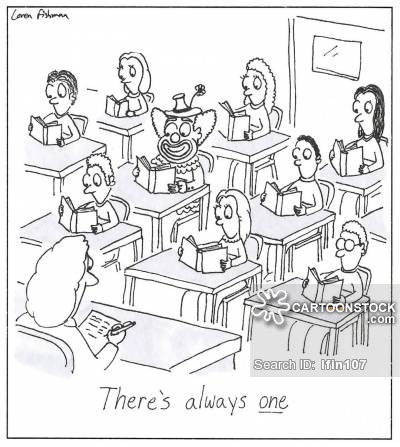 Loren Fishman
CARTOONSTOCK
.com
Search ID: lfin107
There's always one